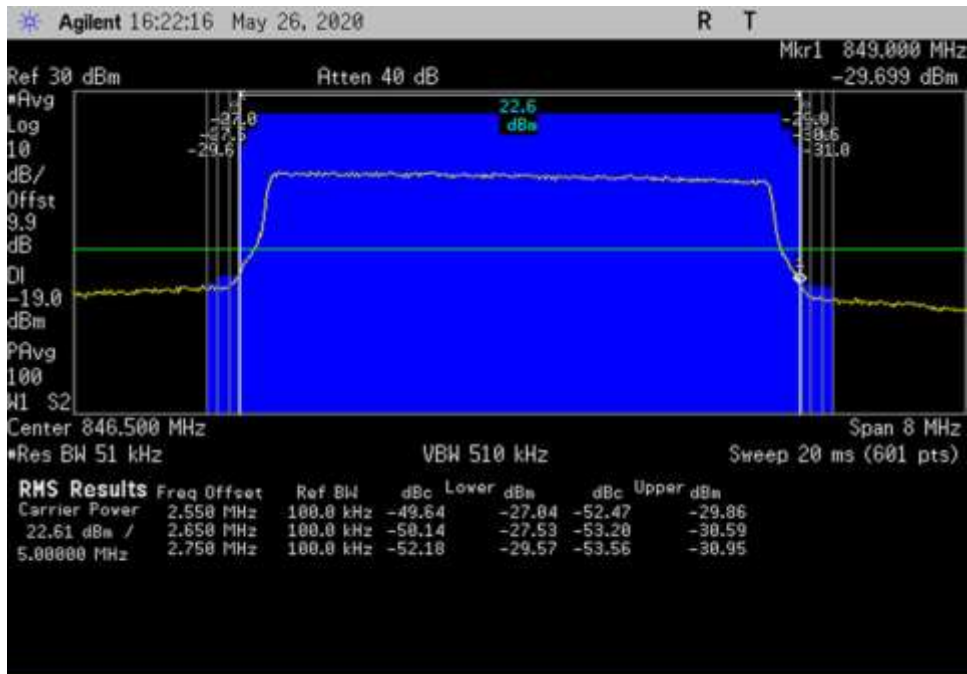 Agilent 16:22:16 May 26, 2020 R T
Mkr1 849.000 MHz
Ref 30 dBm Atten 40 dB -29.699 dBm
*Avg
Log
10
dB/
Offst
9.9
dB
DI
-19.0
dBm
PAvg
100
W1 S2
22.6
dBm
-27.0
-29.6
-31.0
1
Center 846.500 MHz Span 8 MHz
*Res BW 51 kHz VBW 510 kHz Sweep 20 ms (601 pts)
RMS Results Freq Offset Ref BW dBc Lower dBm dBc Upper dBm
Carrier Power 2.550 MHz 100.0 kHz -49.64 -27.04 -52.47 -29.86
22.61 dBm / 2.650 MHz 100.0 kHz -50.14 -27.53 -53.20 -30.59
5.00000 MHz 2.750 MHz 100.0 kHz -52.18 -29.57 -53.56 -30.95